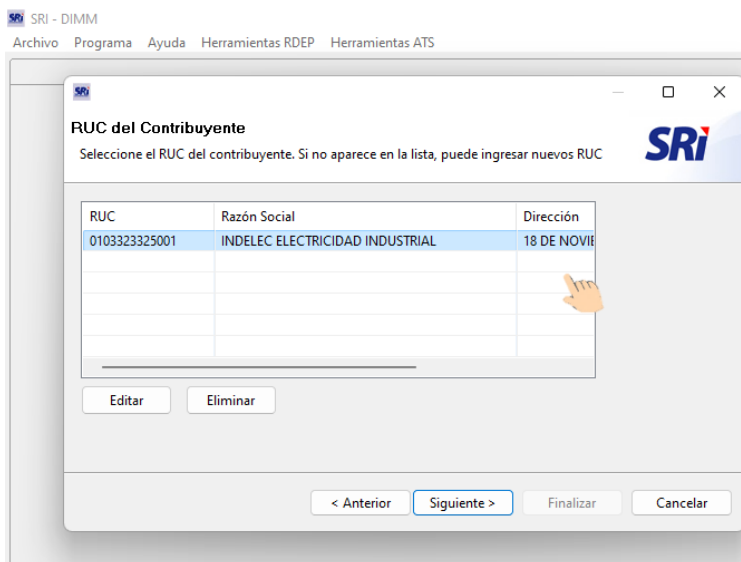 SRi SRI - DIMM
Archivo Programa Ayuda Herramientas RDEP Herramientas ATS
SRi
RUC del Contribuyente
Seleccione el RUC del contribuyente. Si no aparece en la lista, puede ingresar nuevos RUC
SRi
RUC Razón Social Dirección
0103323325001 INDELEC ELECTRICIDAD INDUSTRIAL 18 DE NOVIE
Editar Eliminar
< Anterior Siguiente > Finalizar Cancelar